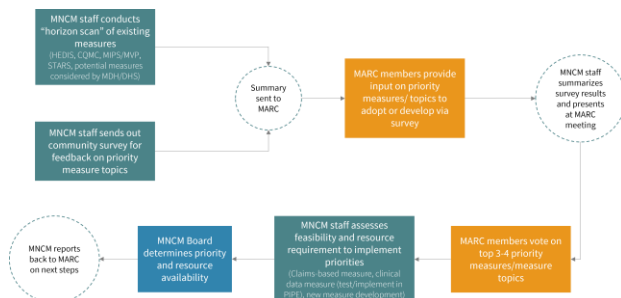 MNCM staff conducts
“horizon scan” of existing
measures
(HEDIS, CQMC, MIPS/MVP,
STARS, potential measures
considered by MDH/DHS)
MNCM staff sends out
community survey for
feedback on priority
measure topics
Summary
sent to
MARC
MARC members provide
input on priority
measures/ topics to
adopt or develop via
survey
MNCM staff
summarizes
survey results
and presents
at MARC
meeting
MARC members vote on
top 3-4 priority
measures/measure
topics
MNCM staff assesses
feasibility and resource
requirement to implement
priorities
(Claims-based measure, clinical
data measure (test/implement in
PIPE), new measure development)
MNCM Board
determines priority
and resource
availability
MNCM reports
back to MARC
on next steps